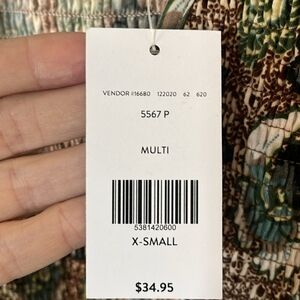 VENDOR #16680 122020 62 620
5567 P
MULTI
5381420600
X-SMALL
$34.95